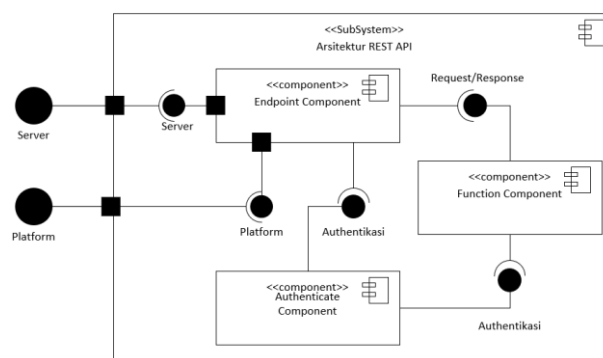 <<SubSystem>>
Arsitektur REST API
<<component>>
Endpoint Component
Request/Response
Server
Server
<<component>>
Function Component
Platform
Platform
Authentikasi
<<component>>
Authenticate
Component
Authentikasi